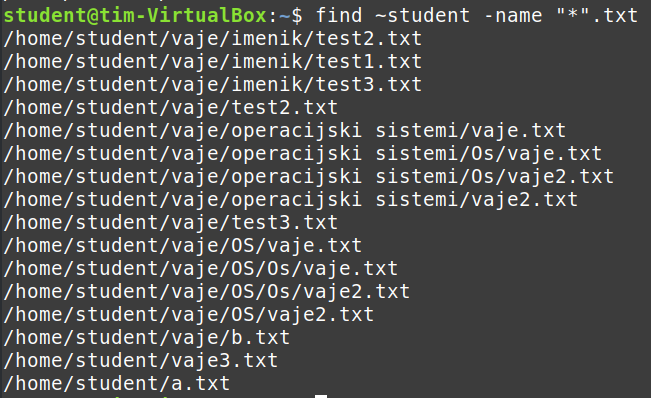 student@tim-VirtualBox:~$ find ~student -name "*".txt
/home/student/vaje/imenik/test2.txt
/home/student/vaje/imenik/test1.txt
/home/student/vaje/imenik/test3.txt
/home/student/vaje/test2.txt
/home/student/vaje/operacijski sistemi/vaje.txt
/home/student/vaje/operacijski sistemi/Os/vaje.txt
/home/student/vaje/operacijski sistemi/Os/vaje2.txt
/home/student/vaje/operacijski sistemi/vaje2.txt
/home/student/vaje/test3.txt
/home/student/vaje/OS/vaje.txt
/home/student/vaje/OS/Os/vaje.txt
/home/student/vaje/OS/Os/vaje2.txt
/home/student/vaje/OS/vaje2.txt
/home/student/vaje/b.txt
/home/student/vaje3.txt
/home/student/a.txt